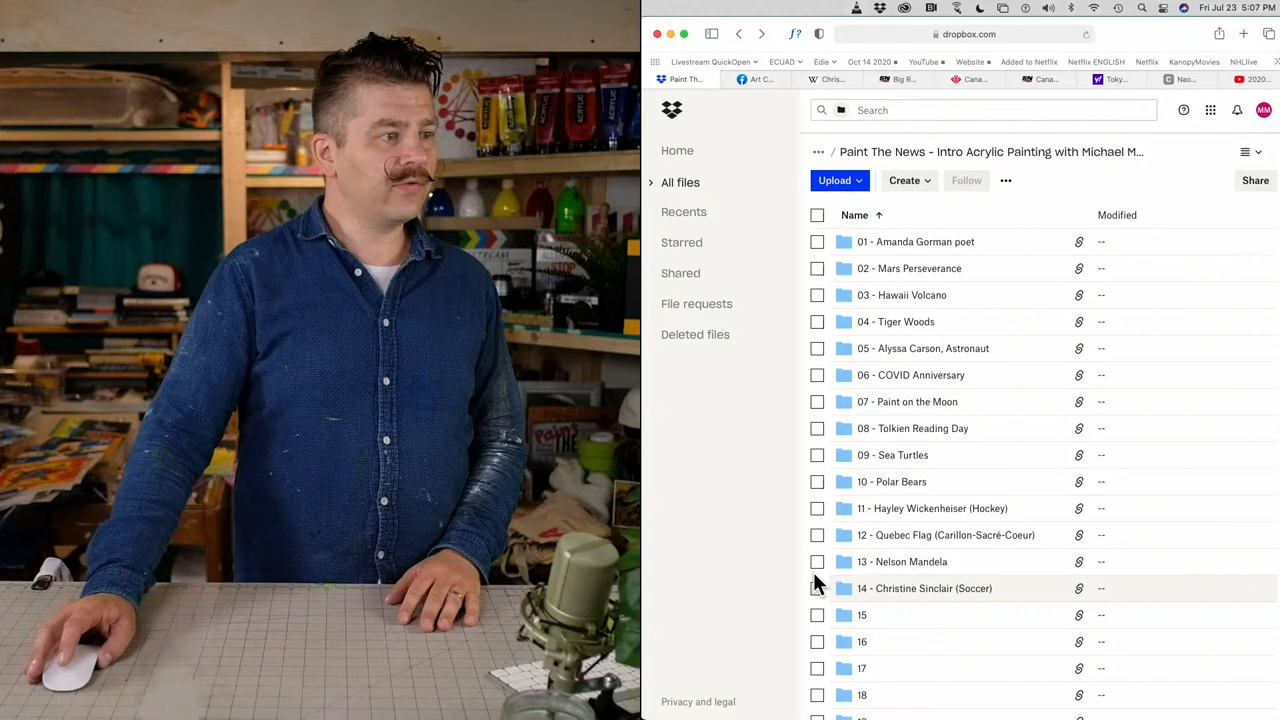 Fri Jul 23 5:07 PM
dropbox.com
Livestream QuickOpen ECUAD Edie Oct 14 2020 YouTube Website Added to Netflix Netflix ENGLISH Netflix KanopyMovies NHLlive
Paint Th... Art C... Chris... Big R... Cana... Cana... Toky... Nao... 2020...
Search
MM
... / Paint The News - Intro Acrylic Painting with Michael M...
Upload Create Follow ... Share
Home
All files
Recents
Starred
Shared
File requests
Deleted files
Name Modified
01 - Amanda Gorman poet --
02 - Mars Perseverance --
03 - Hawaii Volcano --
04 - Tiger Woods --
05 - Alyssa Carson, Astronaut --
06 - COVID Anniversary --
07 - Paint on the Moon --
08 - Tolkien Reading Day --
09 - Sea Turtles --
10 - Polar Bears --
11 - Hayley Wickenheiser (Hockey) --
12 - Quebec Flag (Carillon-Sacré-Coeur) --
13 - Nelson Mandela --
14 - Christine Sinclair (Soccer) --
15 --
16 --
17 --
18 --
Privacy and legal
ACRYLIC